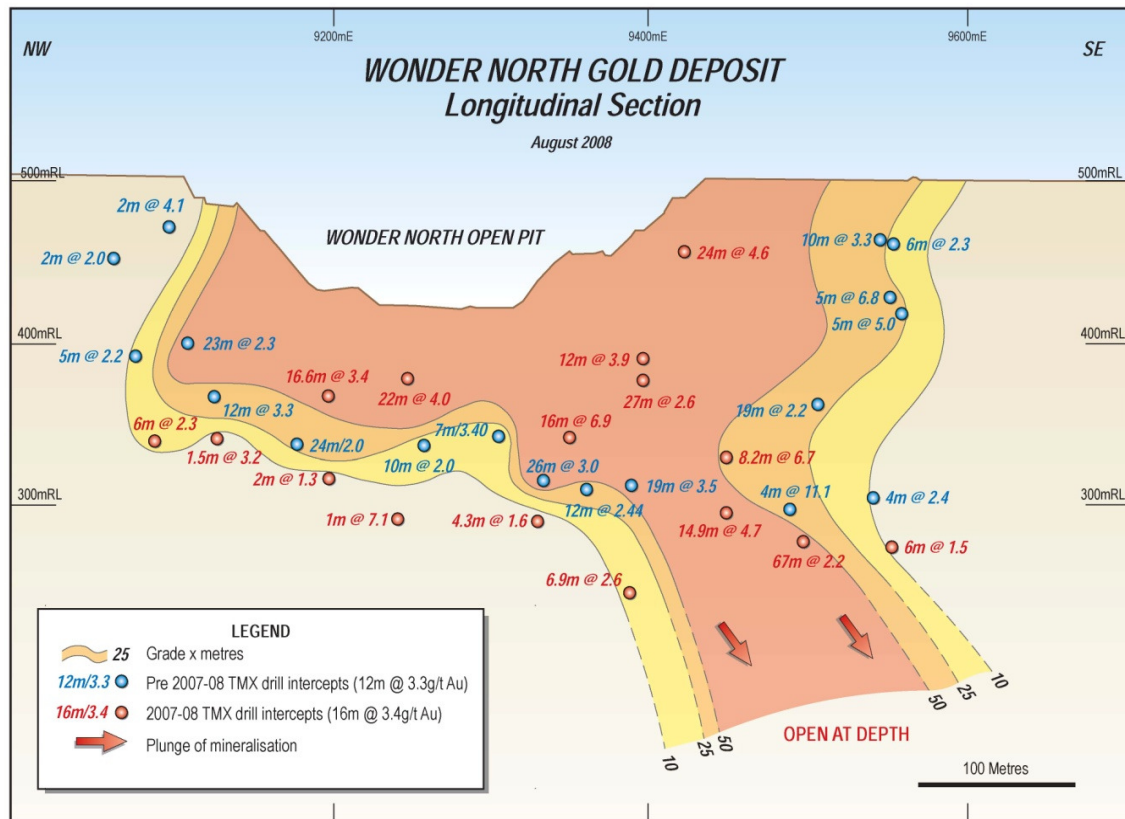 9200mE
9400mE
9600mE
NW
SE
WONDER NORTH GOLD DEPOSIT
Longitudinal Section
August 2008
500mRL
500mRL
2m @ 4.1
WONDER NORTH OPEN PIT
2m @ 2.0
24m @ 4.6
10m @ 3.3
6m @ 2.3
5m @ 6.8
5m @ 5.0
400mRL
400mRL
5m @ 2.2
23m @ 2.3
16.6m @ 3.4
22m @ 4.0
12m @ 3.9
27m @ 2.6
12m @ 3.3
6m @ 2.3
16m @ 6.9
19m @ 2.2
7m/3.40
1.5m @ 3.2
24m/2.0
10m @ 2.0
2m @ 1.3
26m @ 3.0
8.2m @ 6.7
19m @ 3.5
12m @ 2.44
4m @ 11.1
4m @ 2.4
300mRL
300mRL
1m @ 7.1
4.3m @ 1.6
14.9m @ 4.7
67m @ 2.2
6m @ 1.5
6.9m @ 2.6
LEGEND
25 Grade x metres
12m/3.3 Pre 2007-08 TMX drill intercepts (12m @ 3.3g/t Au)
16m/3.4 2007-08 TMX drill intercepts (16m @ 3.4g/t Au)
Plunge of mineralisation
10
25
50
OPEN AT DEPTH
50
25
10
100 Metres